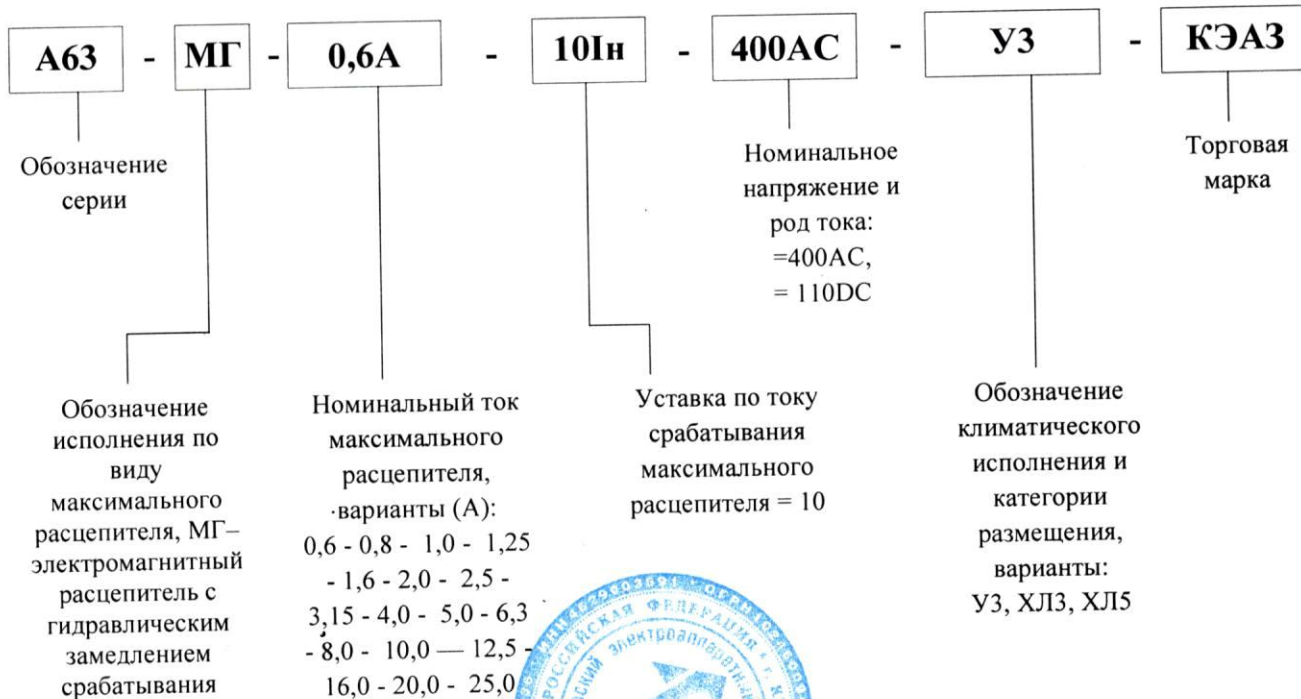 А63 - МГ - 0,6А - 10Iн - 400АС - У3 - КЭАЗ
Обозначение
серии
Номинальное
напряжение и
род тока:
=400АС,
= 110DC
Торговая
марка
Обозначение
исполнения по
виду
максимального
расцепителя, МГ–
электромагнитный
расцепитель с
гидравлическим
замедлением
срабатывания
Номинальный ток
максимального
расцепителя,
варианты (А):
0,6 - 0,8 - 1,0 - 1,25
- 1,6 - 2,0 - 2,5 -
3,15 - 4,0 - 5,0 - 6,3
- 8,0 - 10,0 — 12,5 -
16,0 - 20,0 - 25,0
Уставка по току
срабатывания
максимального
расцепителя = 10
Обозначение
климатического
исполнения и
категории
размещения,
варианты:
У3, ХЛ3, ХЛ5
РОССИЙСКАЯ ФЕДЕРАЦИЯ